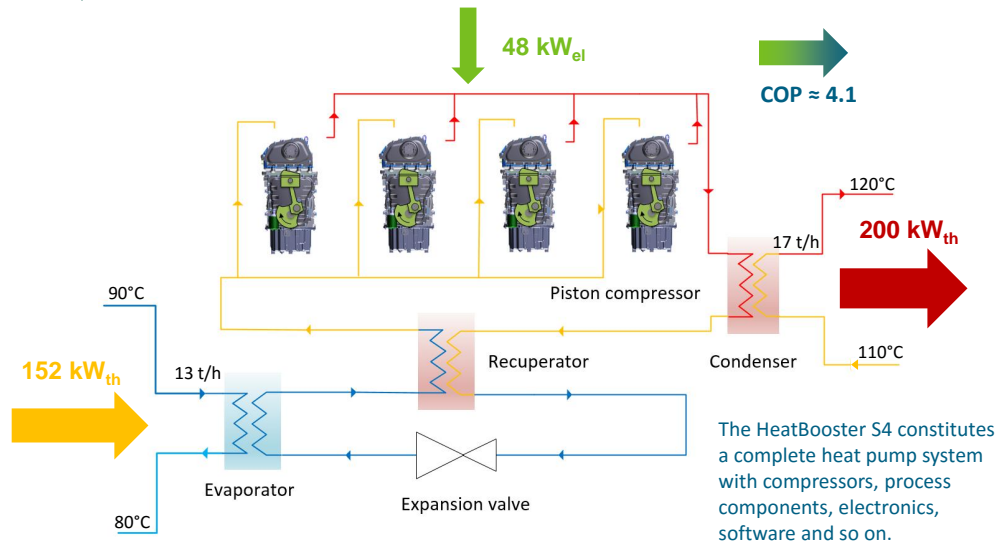 48 kWel
COP ≈ 4.1
120°C
200 kWth
17 t/h
Piston compressor
90°C
Recuperator
Condenser
110°C
152 kWth
13 t/h
The HeatBooster S4 constitutes
a complete heat pump system
with compressors, process
components, electronics,
software and so on.
Evaporator
Expansion valve
80°C